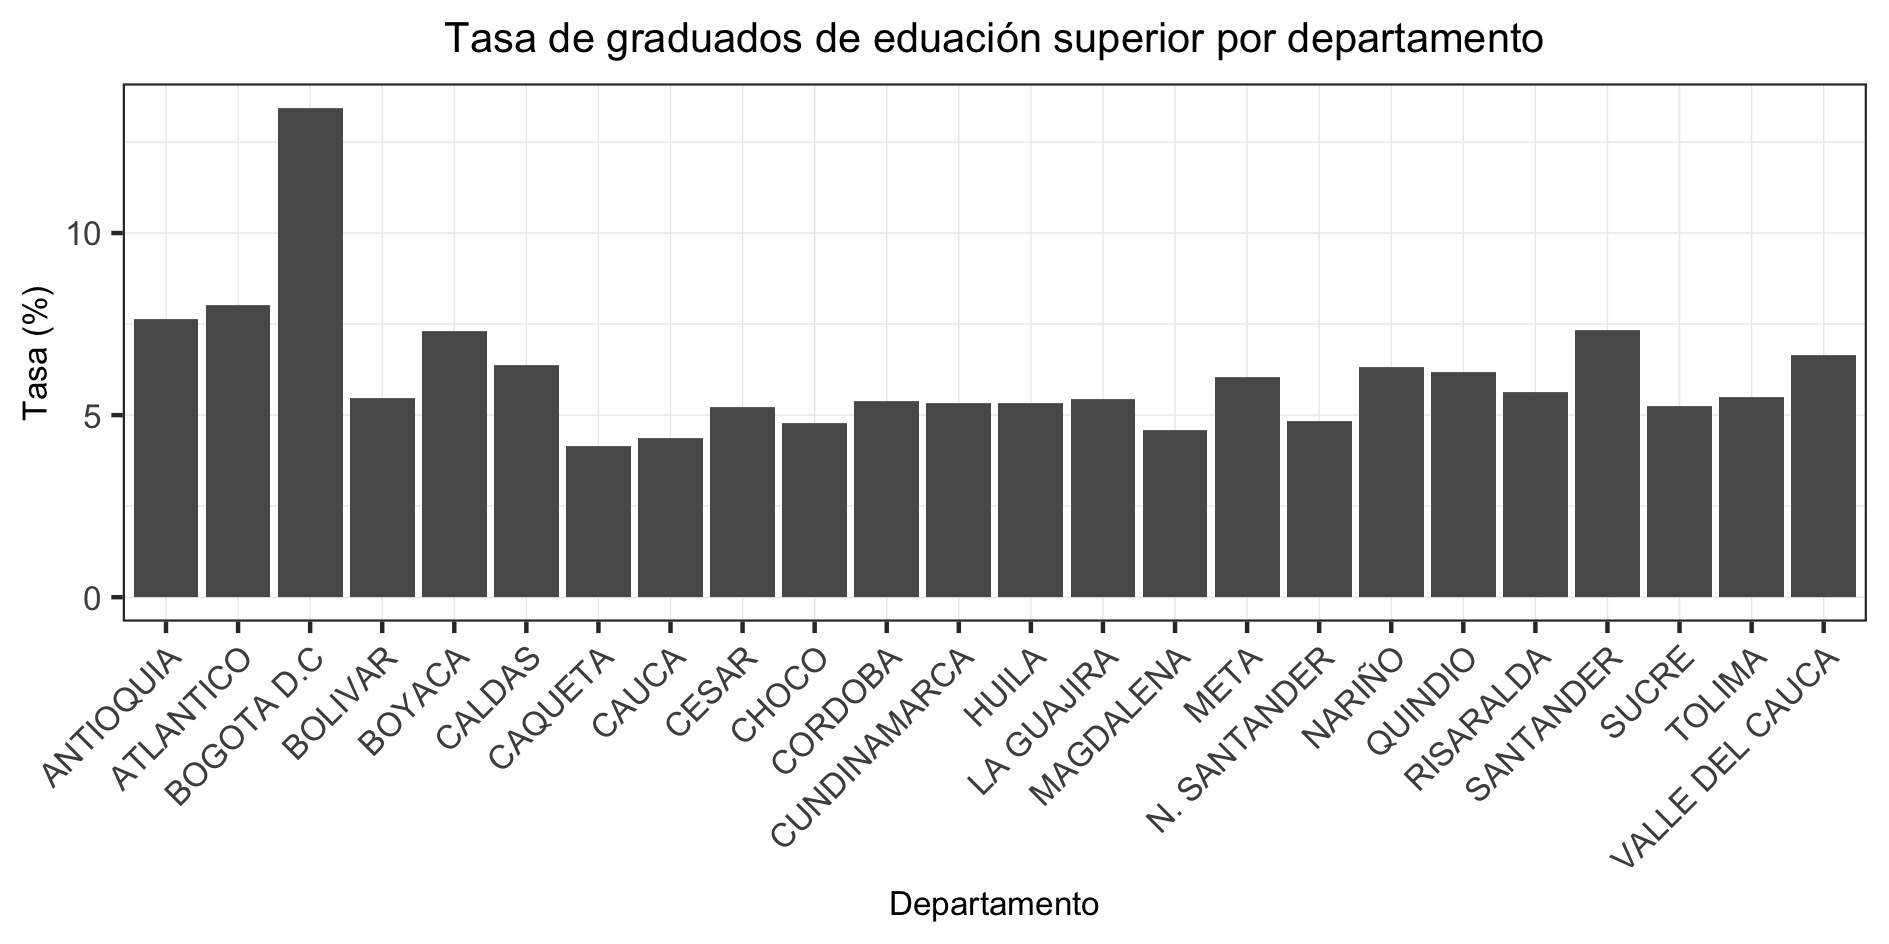 Tasa de graduados de eduación superior por departamento
Tasa (%)
10
5
0
ANTIOQUIA
ATLANTICO
BOGOTA D.C
BOLIVAR
BOYACA
CALDAS
CAQUETA
CAUCA
CESAR
CHOCO
CORDOBA
CUNDINAMARCA
HUILA
LA GUAJIRA
MAGDALENA
META
N. SANTANDER
NARIÑO
QUINDIO
RISARALDA
SANTANDER
SUCRE
TOLIMA
VALLE DEL CAUCA
Departamento